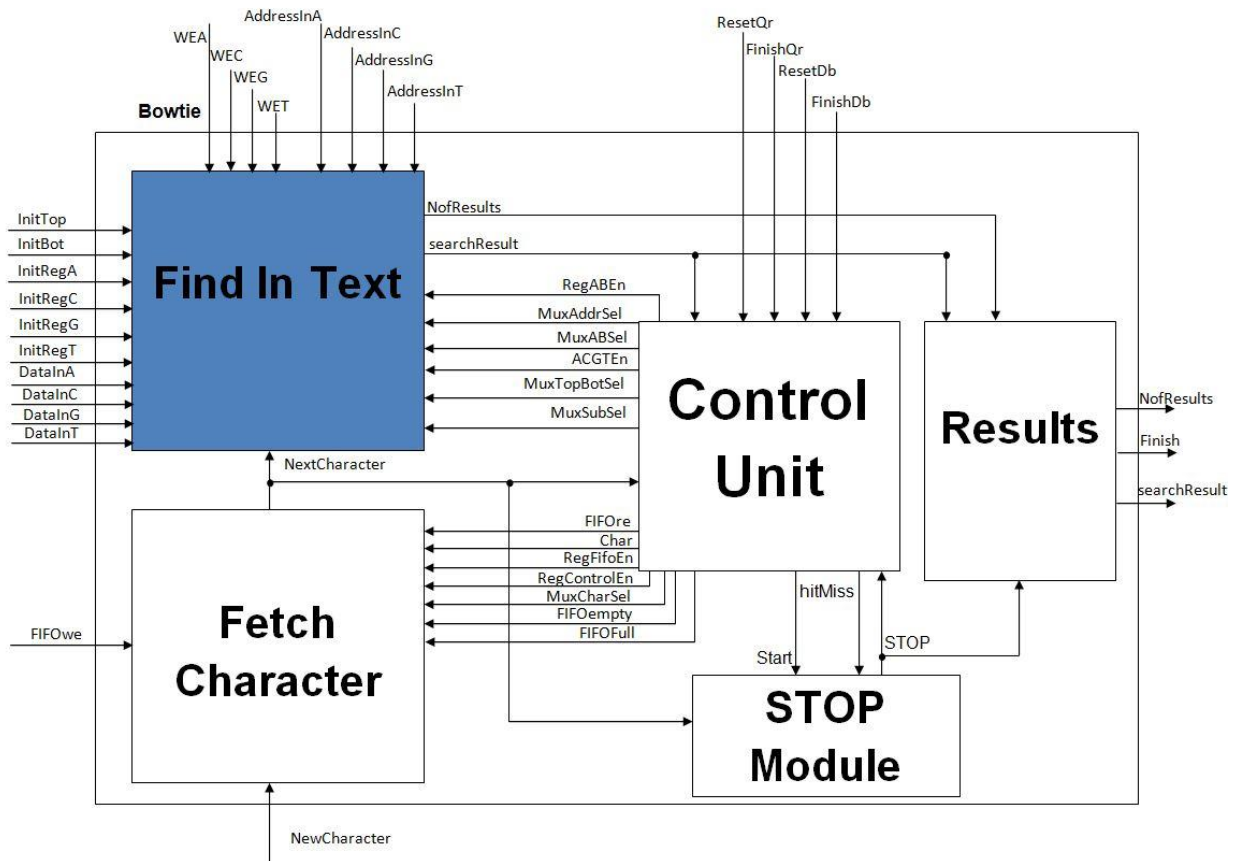 AddressInA
WEA
AddressInC
WEC
AddressInG
WEG
AddressInT
WET
Bowtie
ResetQr
FinishQr
ResetDb
FinishDb
InitTop
InitBot
InitRegA
InitRegC
InitRegG
InitRegT
DataInA
DataInC
DataInG
DataInT
Find In Text
NofResults
searchResult
RegABEn
MuxAddrSel
MuxABSel
ACGTEn
MuxTopBotSel
MuxSubSel
Control
Unit
Results
NofResults
Finish
searchResult
NextCharacter
FIFOre
Char
RegFifoEn
RegControlEn
MuxCharSel
FIFOempty
FIFOFull
Fetch
Character
FIFOwe
hitMiss
Start
STOP
STOP
Module
NewCharacter